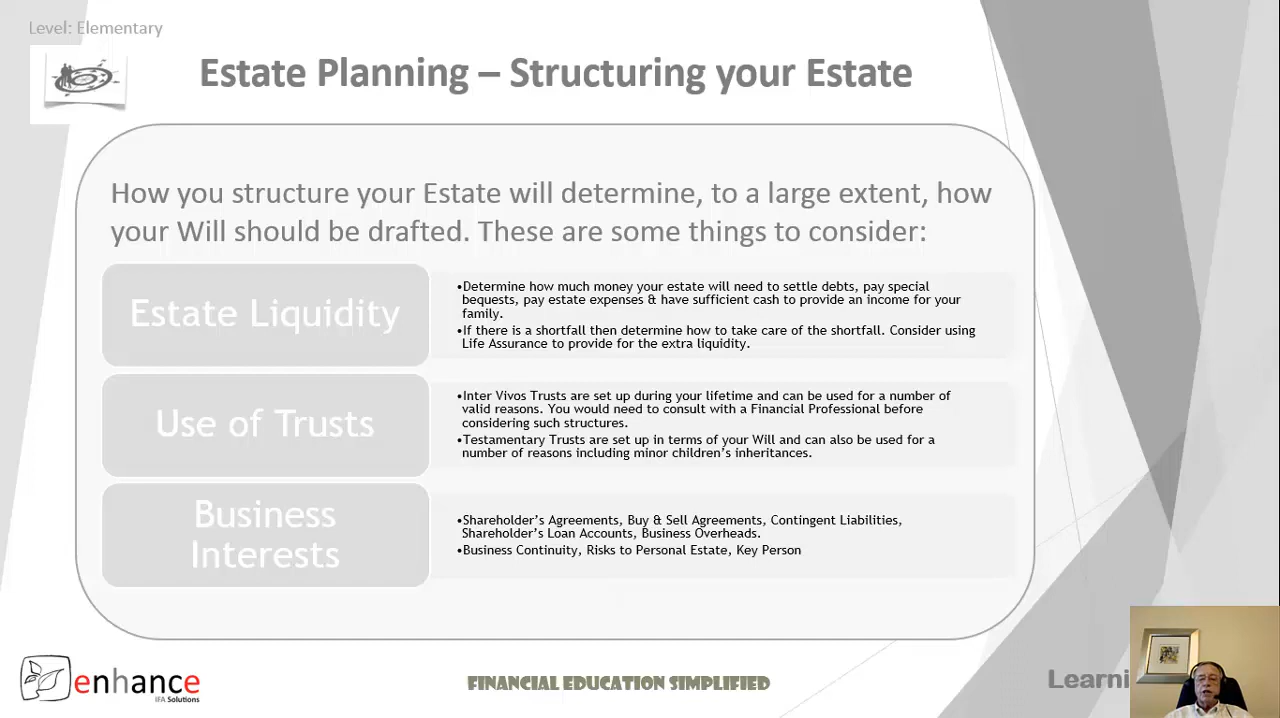 Level: Elementary
Estate Planning – Structuring your Estate
How you structure your Estate will determine, to a large extent, how
your Will should be drafted. These are some things to consider:
Estate Liquidity
•Determine how much money your estate will need to settle debts, pay special
bequests, pay estate expenses & have sufficient cash to provide an income for your
family.
•If there is a shortfall then determine how to take care of the shortfall. Consider using
Life Assurance to provide for the extra liquidity.
Use of Trusts
•Inter Vivos Trusts are set up during your lifetime and can be used for a number of
valid reasons. You would need to consult with a Financial Professional before
considering such structures.
•Testamentary Trusts are set up in terms of your Will and can also be used for a
number of reasons including minor children's inheritances.
Business
Interests
•Shareholder's Agreements, Buy & Sell Agreements, Contingent Liabilities,
Shareholder's Loan Accounts, Business Overheads.
•Business Continuity, Risks to Personal Estate, Key Person
enhance
IFA Solutions
FINANCIAL EDUCATION SIMPLIFIED
Learni